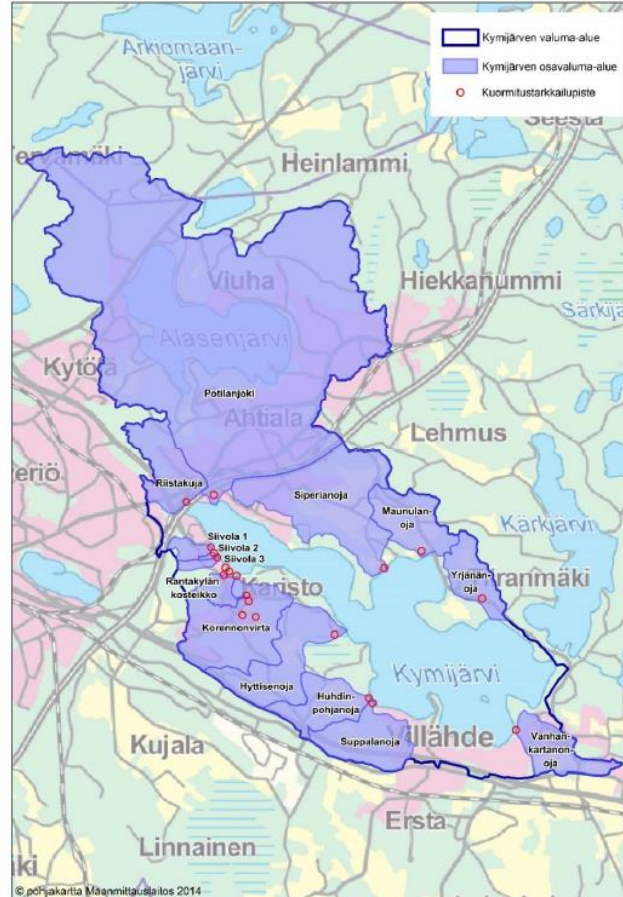 Kymijärven valuma-alue
Kymijärven osavaluma-alue
Kuormitustarkkailupiste
Arkiomaan-
järvi
Seesta
Heinlammi
Viuha
Hiekkanummi
Alasenjärvi
Särkijä
Kytölä
Potilanjoki
Ahtiala
Lehmus
Riistakuja
Siperianoja
Maunulan-
oja
Kärkjärvi
Siivola 1
Siivola 2
Siivola 3
Yrjänän-
oja
iranmäki
Rantakylän
kosteikko
Karisto
Korennonvirta
Kymijärvi
Hyttisenoja
Huhdin-
pohjanoja
Kujala
Suppalanoja
Villähde
Vanhan-
kartanon-
oja
Ersta
Linnainen
© pohjakartta Maanmittauslaitos 2014